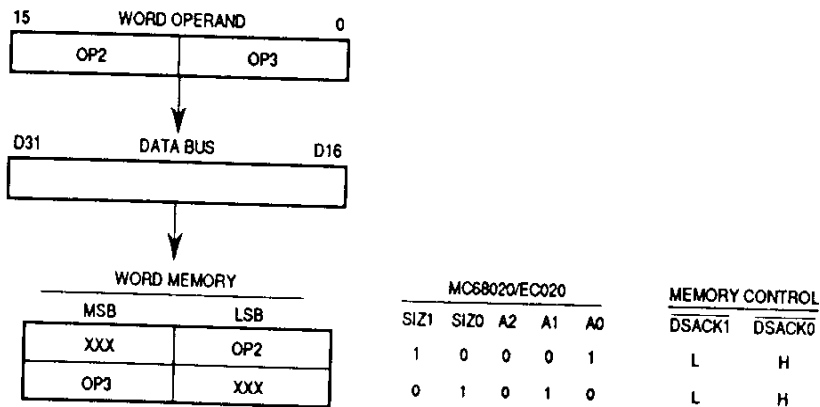 15 WORD OPERAND 0
OP2 OP3
D31 DATA BUS D16
WORD MEMORY
MSB LSB
XXX OP2
OP3 XXX
MC68020/EC020
SIZ1 SIZ0 A2 A1 A0
1 0 0 0 1
0 1 0 1 0
MEMORY CONTROL
DSACK1 DSACK0
L H
L H